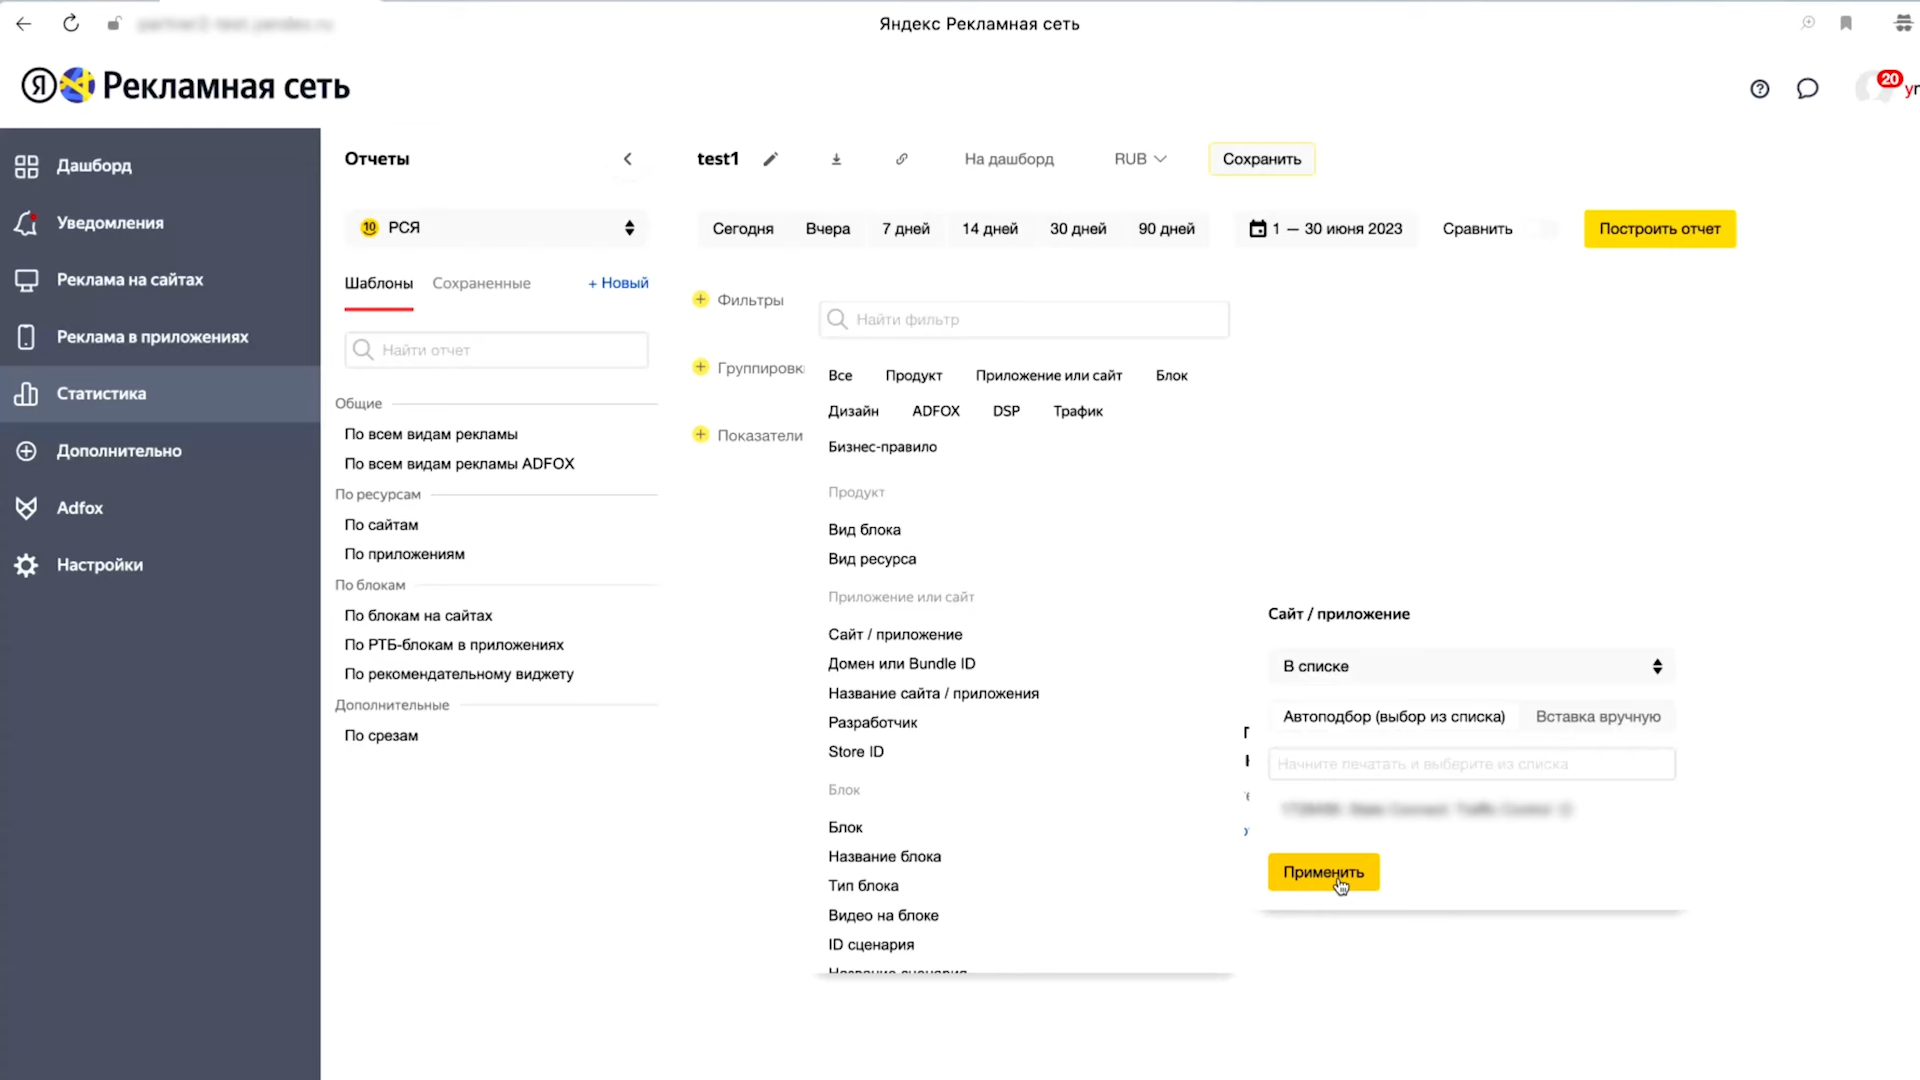 Яндекс Рекламная сеть
Я Рекламная сеть
20
Дашборд
Уведомления
Реклама на сайтах
Реклама в приложениях
Статистика
Дополнительно
Adfox
Настройки
Отчеты
10 РСЯ
Шаблоны Сохраненные + Новый
Найти отчет
Общие
По всем видам рекламы
По всем видам рекламы ADFOX
По ресурсам
По сайтам
По приложениям
По блокам
По блокам на сайтах
По РТБ-блокам в приложениях
По рекомендательному виджету
Дополнительные
По срезам
test1 На дашборд RUB Сохранить
Сегодня Вчера 7 дней 14 дней 30 дней 90 дней 1 — 30 июня 2023 Сравнить Построить отчет
+ Фильтры
+ Группировк
+ Показатели
Найти фильтр
Все Продукт Приложение или сайт Блок
Дизайн ADFOX DSP Трафик
Бизнес-правило
Продукт
Вид блока
Вид ресурса
Приложение или сайт
Сайт / приложение
Домен или Bundle ID
Название сайта / приложения
Разработчик
Store ID
Блок
Блок
Название блока
Тип блока
Видео на блоке
ID сценария
Название сценария
Сайт / приложение
В списке
Автоподбор (выбор из списка) Вставка вручную
Начните печатать и выберите из списка
Применить